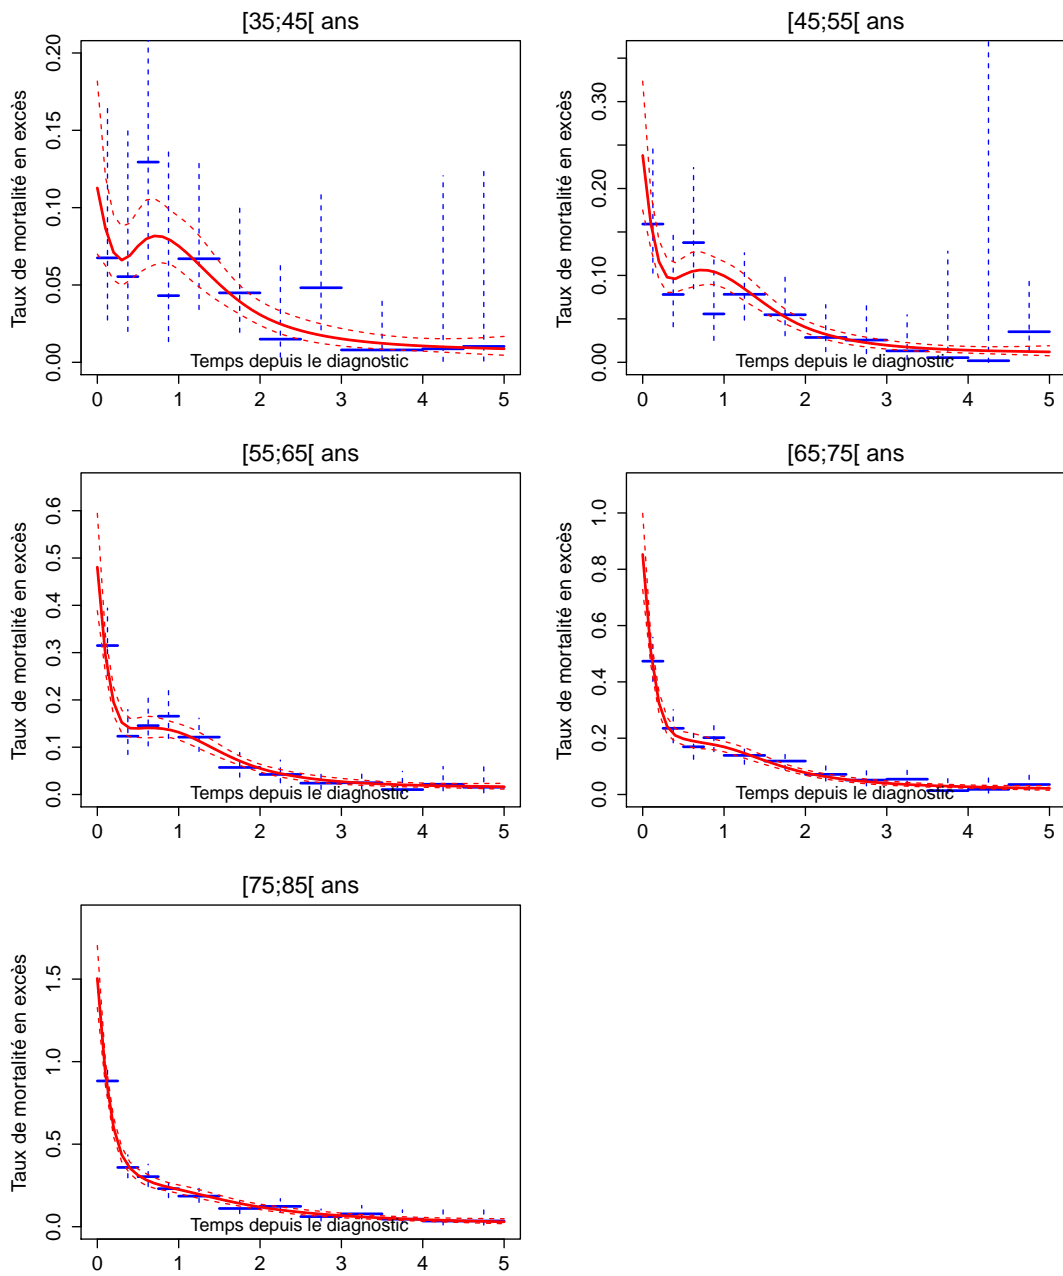 [35;45[ ans
Taux de mortalité en excès
0.00 0.05 0.10 0.15 0.20
Temps depuis le diagnostic
0 1 2 3 4 5
[45;55[ ans
Taux de mortalité en excès
0.00 0.10 0.20 0.30
Temps depuis le diagnostic
0 1 2 3 4 5
[55;65[ ans
Taux de mortalité en excès
0.0 0.1 0.2 0.3 0.4 0.5 0.6
Temps depuis le diagnostic
0 1 2 3 4 5
[65;75[ ans
Taux de mortalité en excès
0.0 0.2 0.4 0.6 0.8 1.0
Temps depuis le diagnostic
0 1 2 3 4 5
[75;85[ ans
Taux de mortalité en excès
0.0 0.5 1.0 1.5
Temps depuis le diagnostic
0 1 2 3 4 5